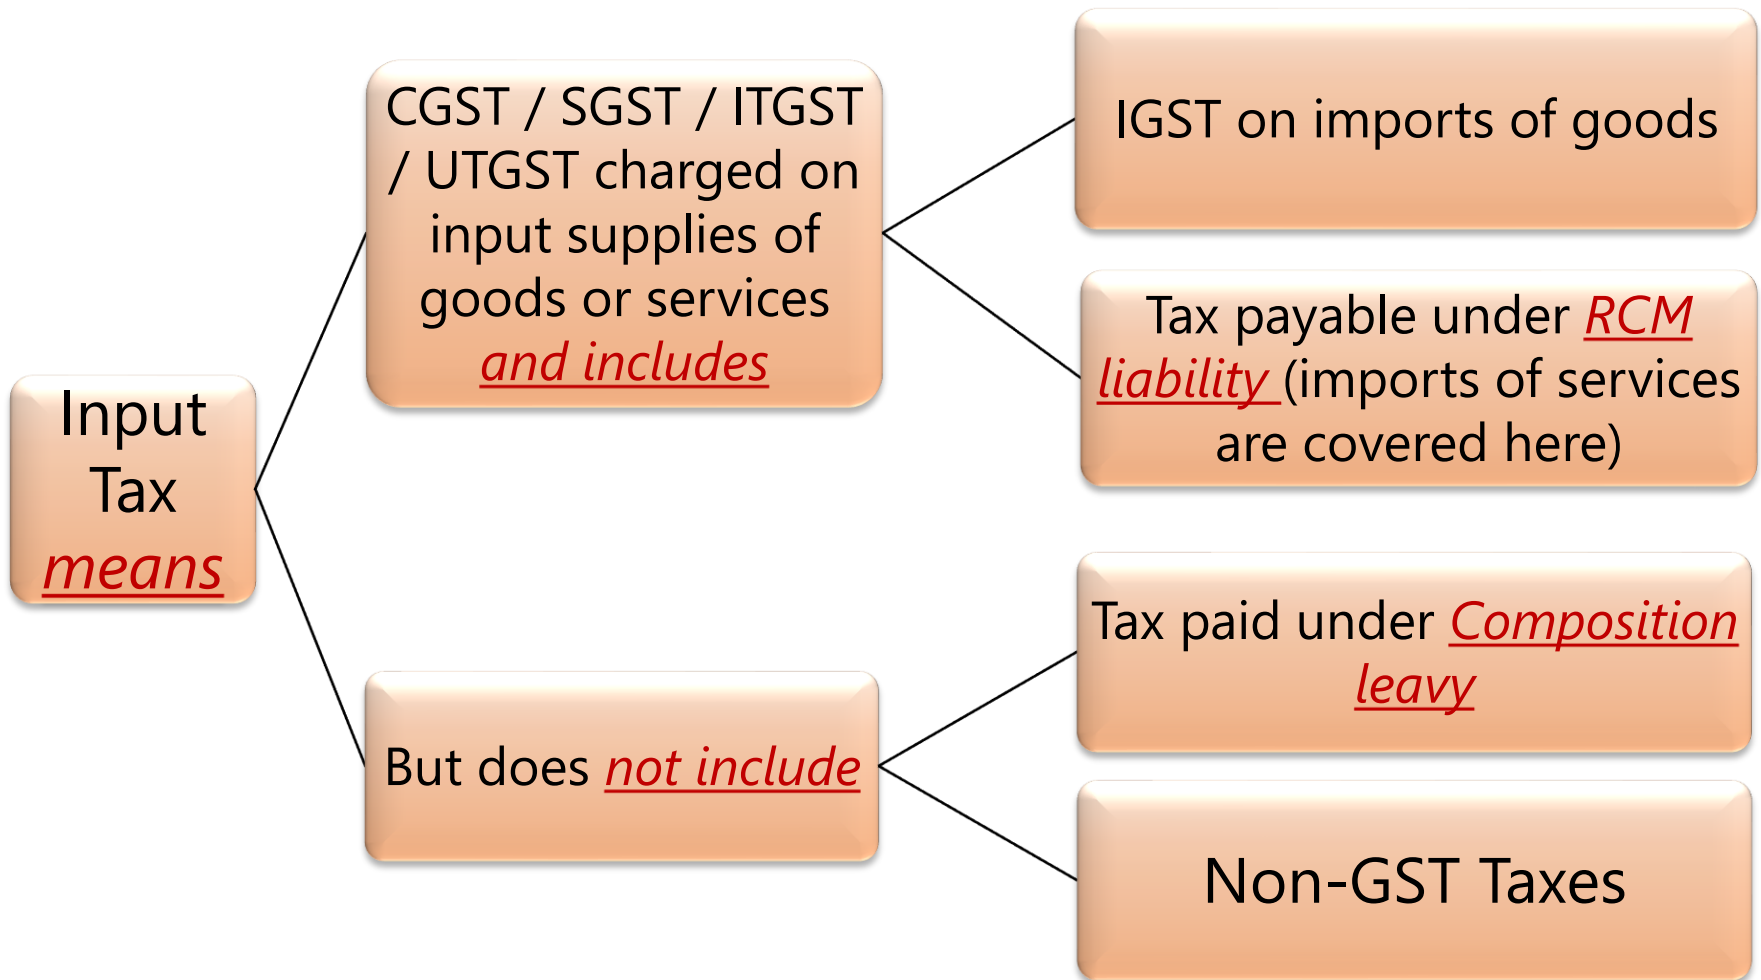 Input
Tax
means
CGST / SGST / ITGST
/ UTGST charged on
input supplies of
goods or services
and includes
IGST on imports of goods
Tax payable under RCM
liability (imports of services
are covered here)
But does not include
Tax paid under Composition
leavy
Non-GST Taxes